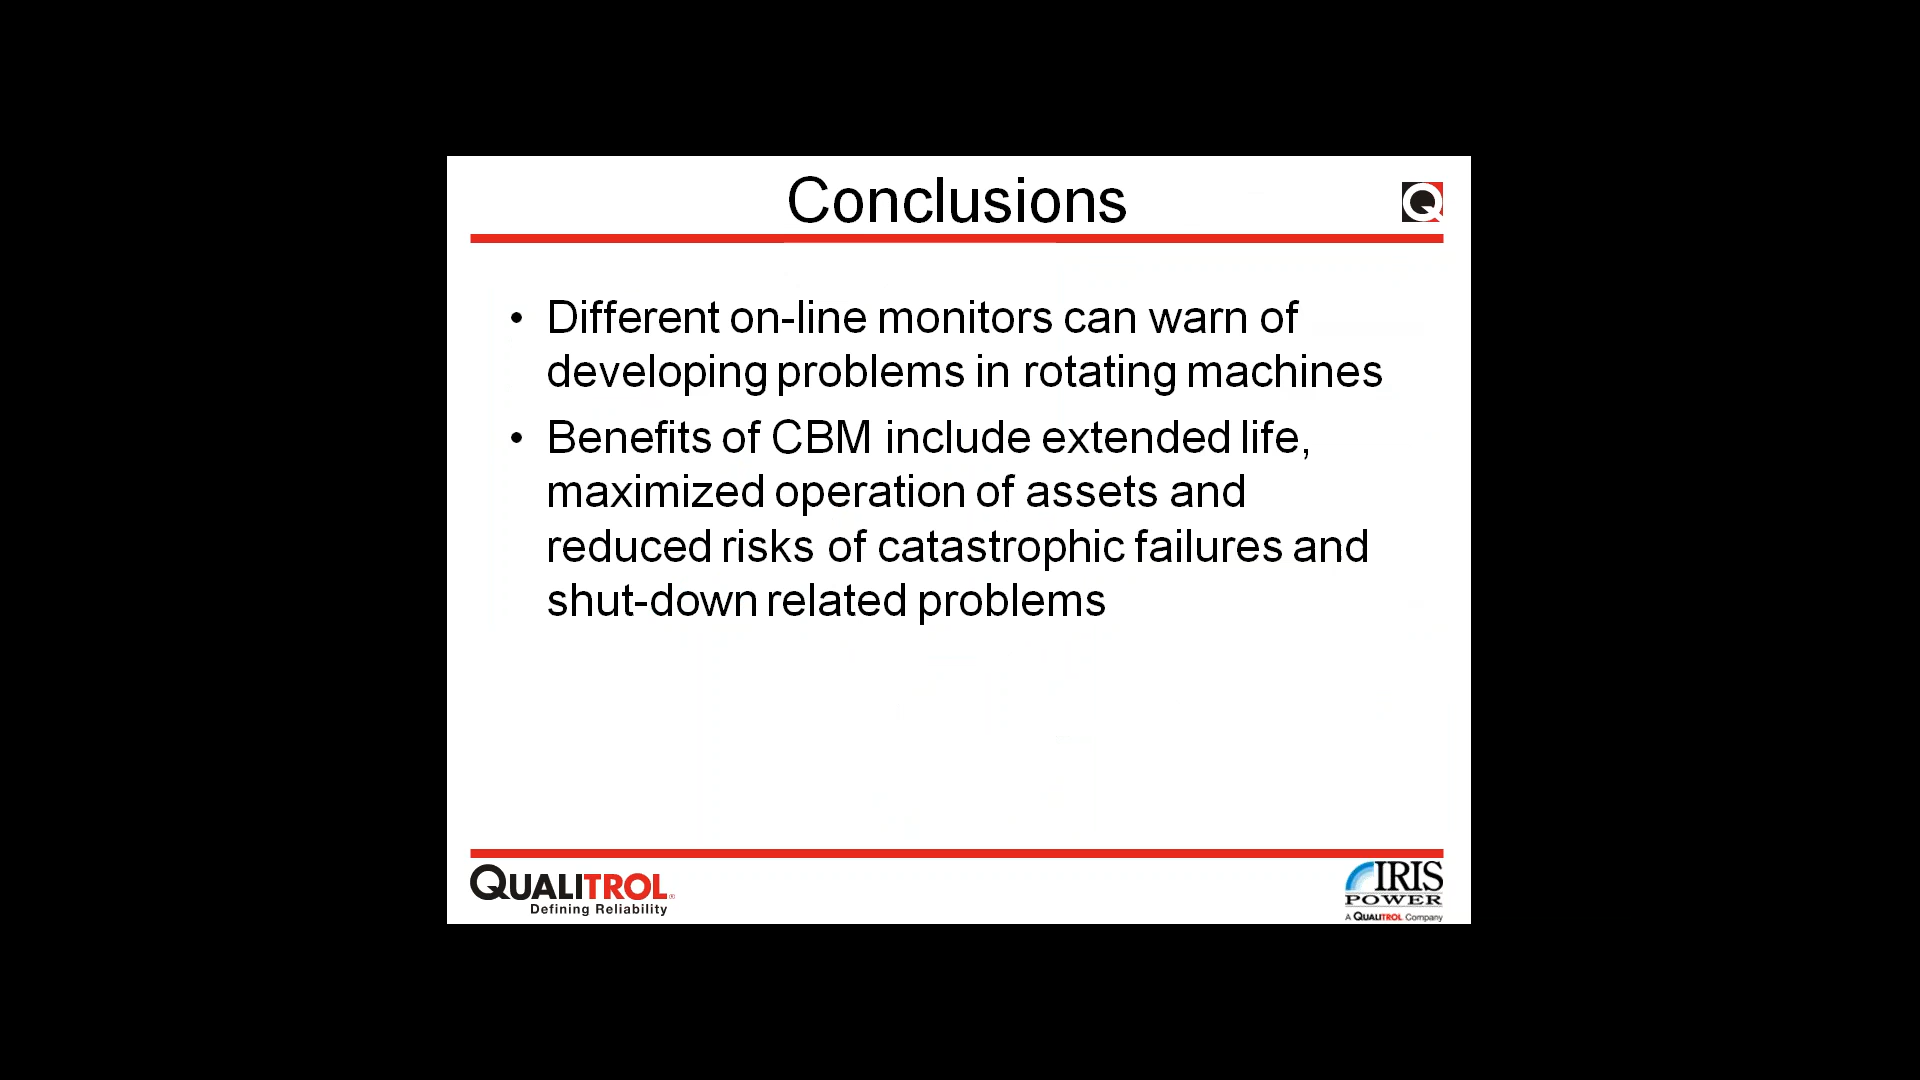 Conclusions
• Different on-line monitors can warn of
developing problems in rotating machines
• Benefits of CBM include extended life,
maximized operation of assets and
reduced risks of catastrophic failures and
shut-down related problems
QUALITROL®
Defining Reliability
IRIS
POWER
A QUALITROL Company